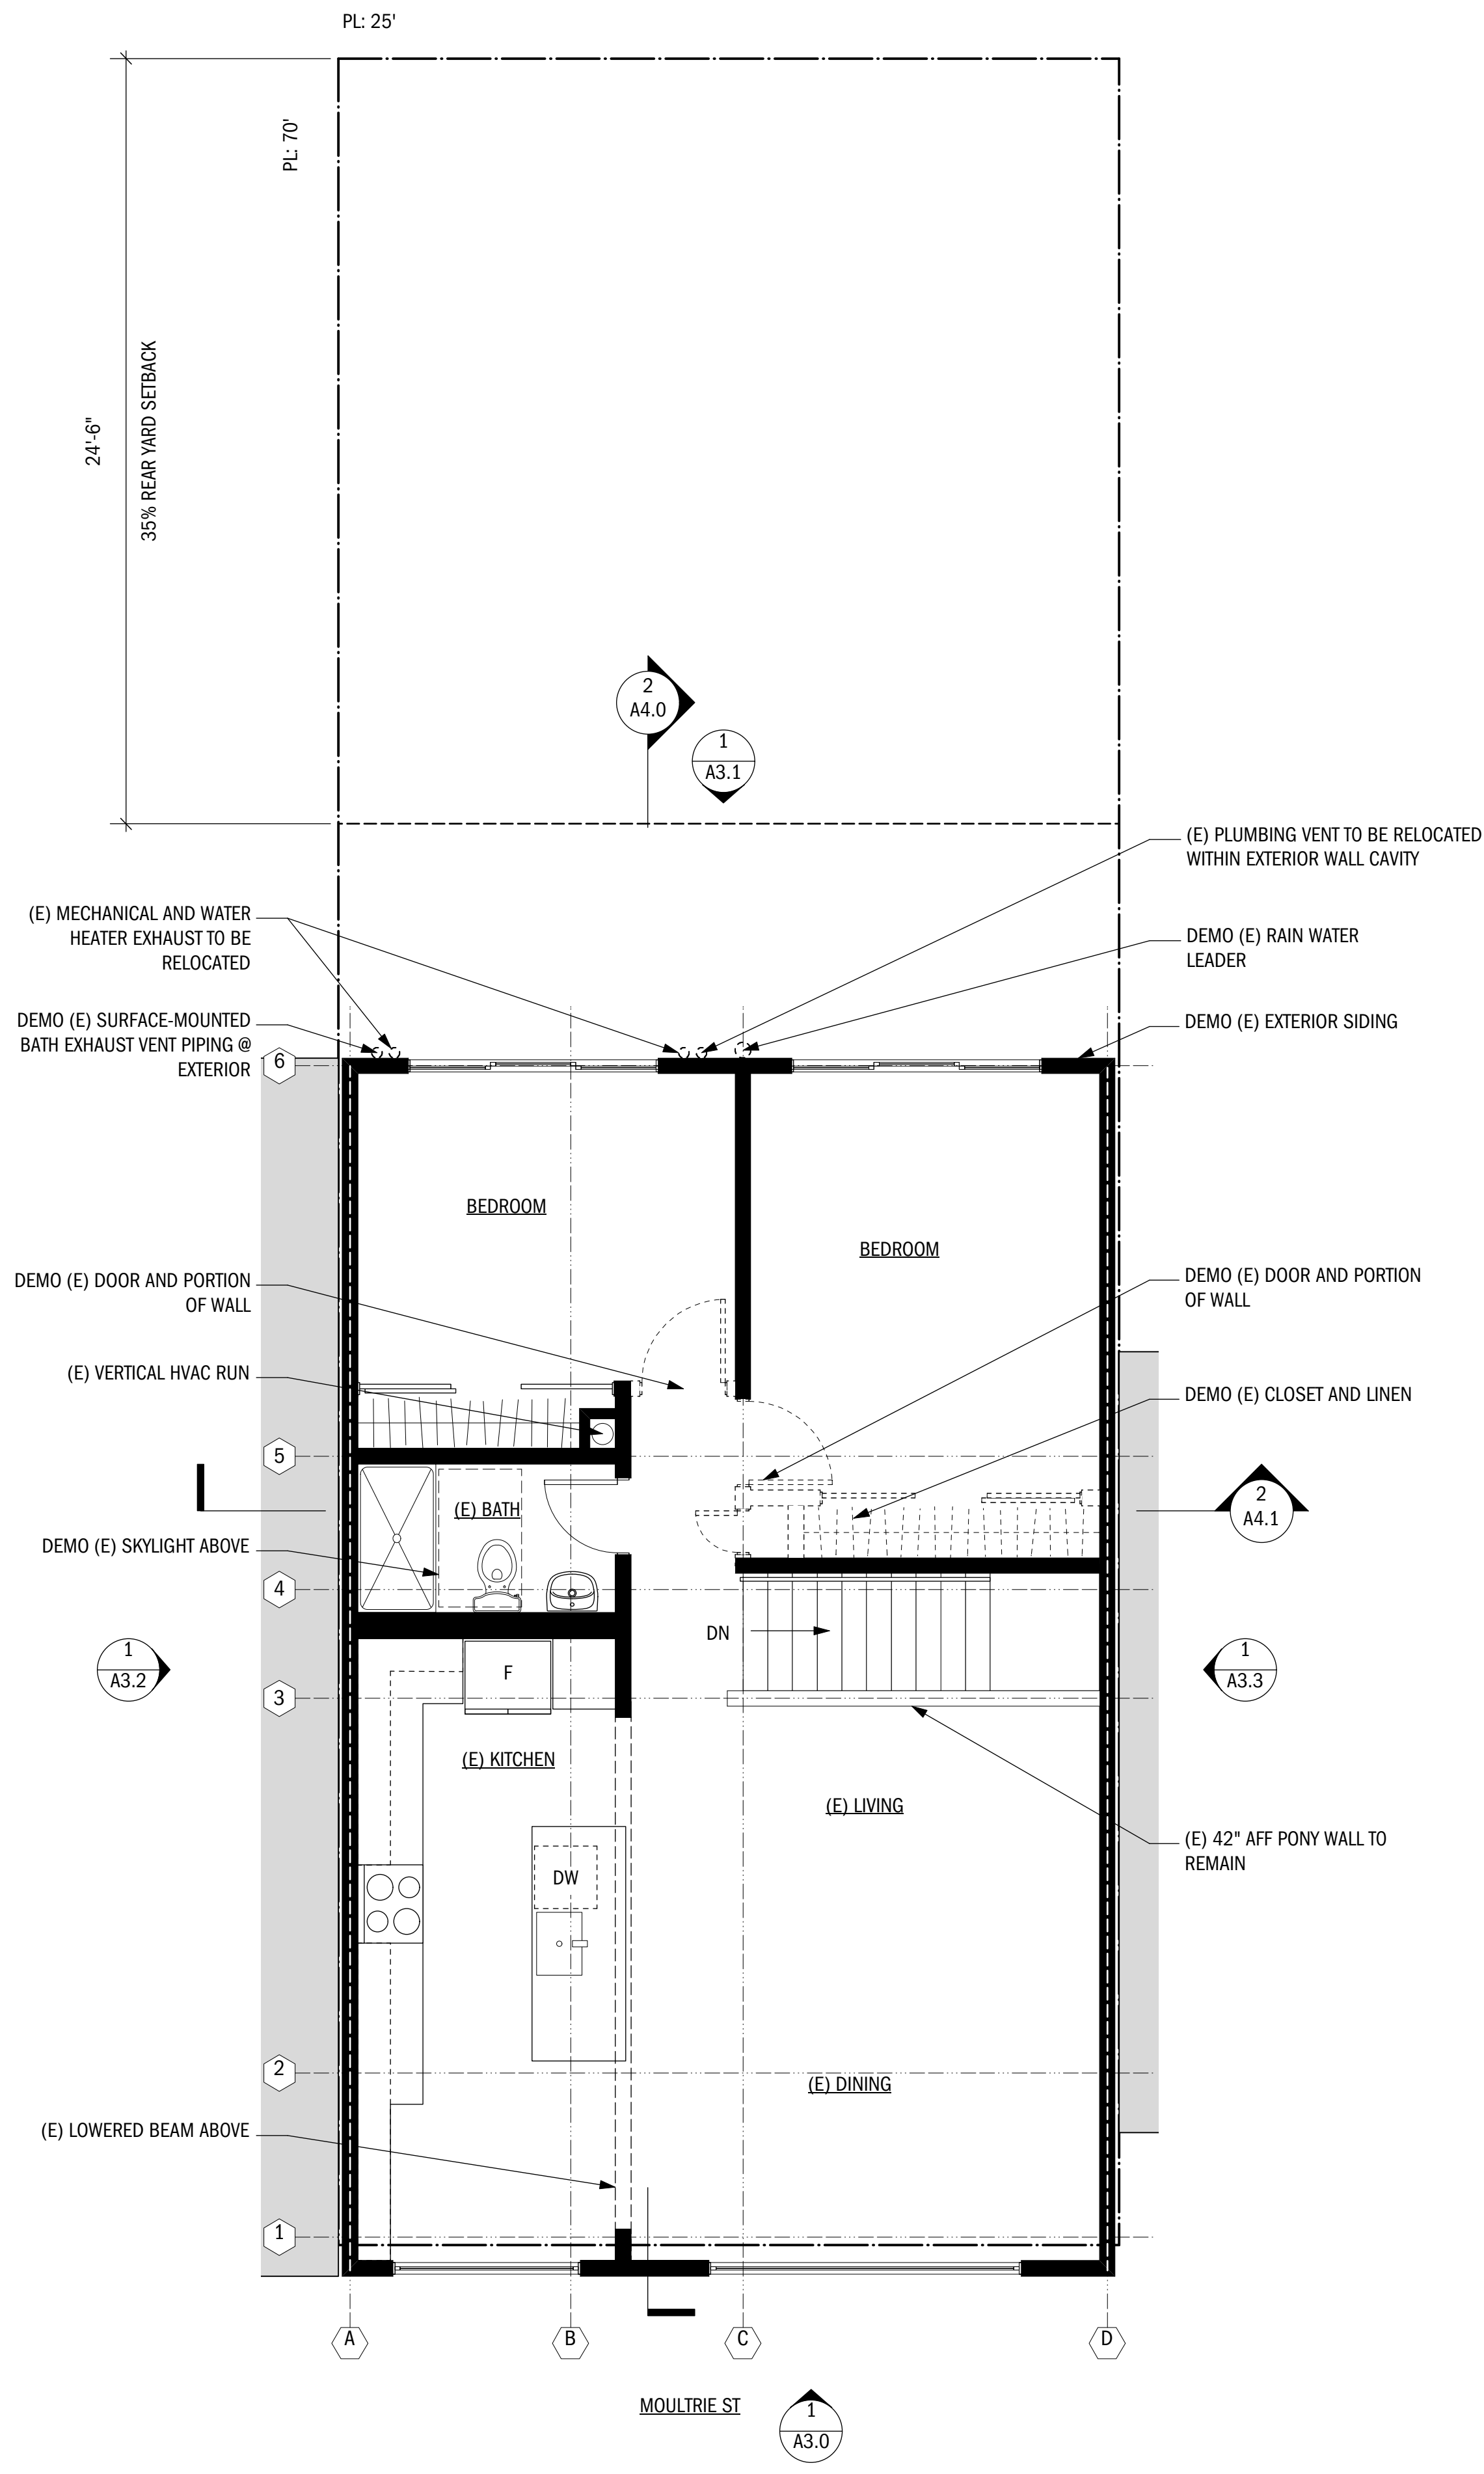 PL: 25'
PL: 70'
24'-6"
35% REAR YARD SETBACK
2
A4.0
1
A3.1
(E) PLUMBING VENT TO BE RELOCATED
WITHIN EXTERIOR WALL CAVITY
(E) MECHANICAL AND WATER
HEATER EXHAUST TO BE
RELOCATED
DEMO (E) RAIN WATER
LEADER
DEMO (E) SURFACE-MOUNTED
BATH EXHAUST VENT PIPING @
EXTERIOR
DEMO (E) EXTERIOR SIDING
6
BEDROOM
BEDROOM
DEMO (E) DOOR AND PORTION
OF WALL
DEMO (E) DOOR AND PORTION
OF WALL
(E) VERTICAL HVAC RUN
DEMO (E) CLOSET AND LINEN
5
(E) BATH
2
A4.1
DEMO (E) SKYLIGHT ABOVE
4
DN
1
A3.2
F
1
A3.3
3
(E) KITCHEN
(E) LIVING
(E) 42" AFF PONY WALL TO
REMAIN
DW
2
(E) DINING
(E) LOWERED BEAM ABOVE
1
A
B
C
D
MOULTRIE ST
1
A3.0